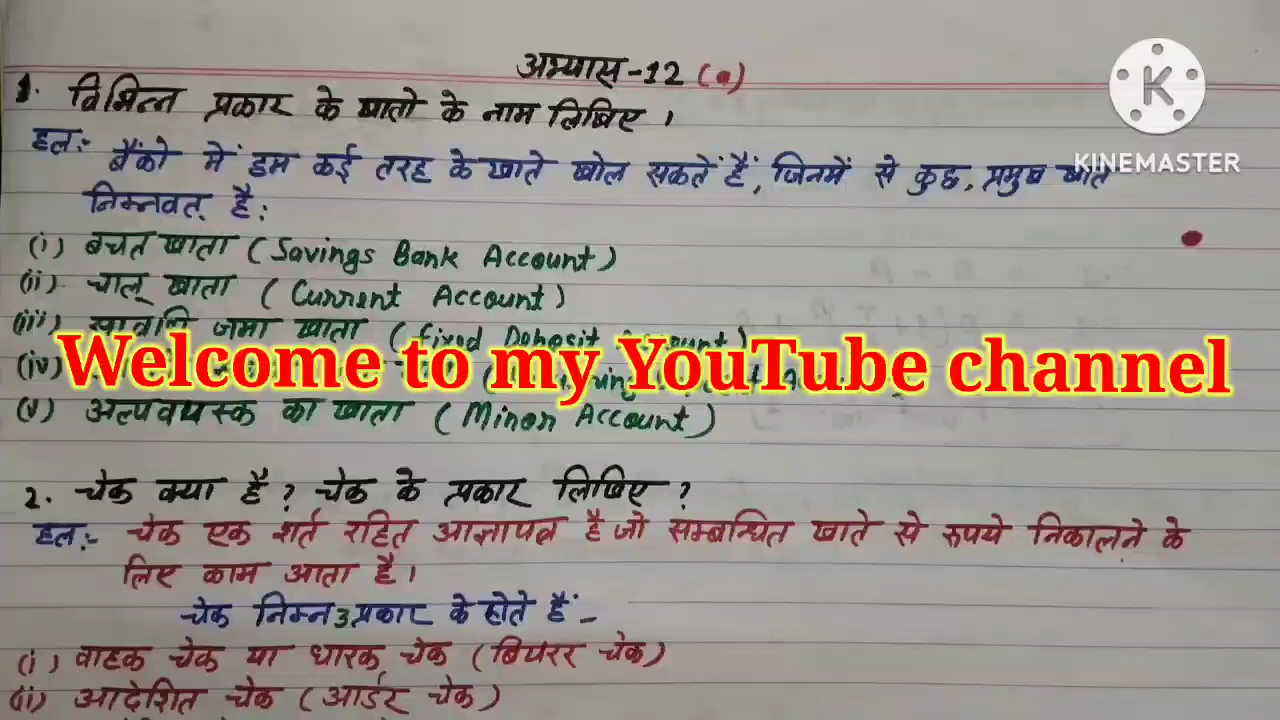 अभ्यास-12 (a)
1. विभिन्न प्रकार के खातो के नाम लिखिए ।
हल:- बैंको में हम कई तरह के खाते खोल सकतें हैं, जिनमें से कुछ, प्रमुख खाते
निम्नवत् है:
(i) बचत खाता (Savings Bank Account)
(ii) चालू खाता (Current Account)
(iii) सावधि जमा खाता (fixed Deposit Account)
(iv)
Welcome to my YouTube channel
(v) अल्पवयस्क का खाता (Minor Account)
2. चेक क्या है ? चेक के प्रकार लिखिए ?
हल:- चेक एक शर्त रहित आज्ञापत्र है जो सम्बन्धित खाते से रुपये निकालने के
लिए काम आता है।
चेक निम्न 3 प्रकार के होते हैं -
(i) वाहक चेक या धारक चेक (बियरर चेक)
(ii) आदेशित चेक (आर्डर चेक)
K
KINEMASTER